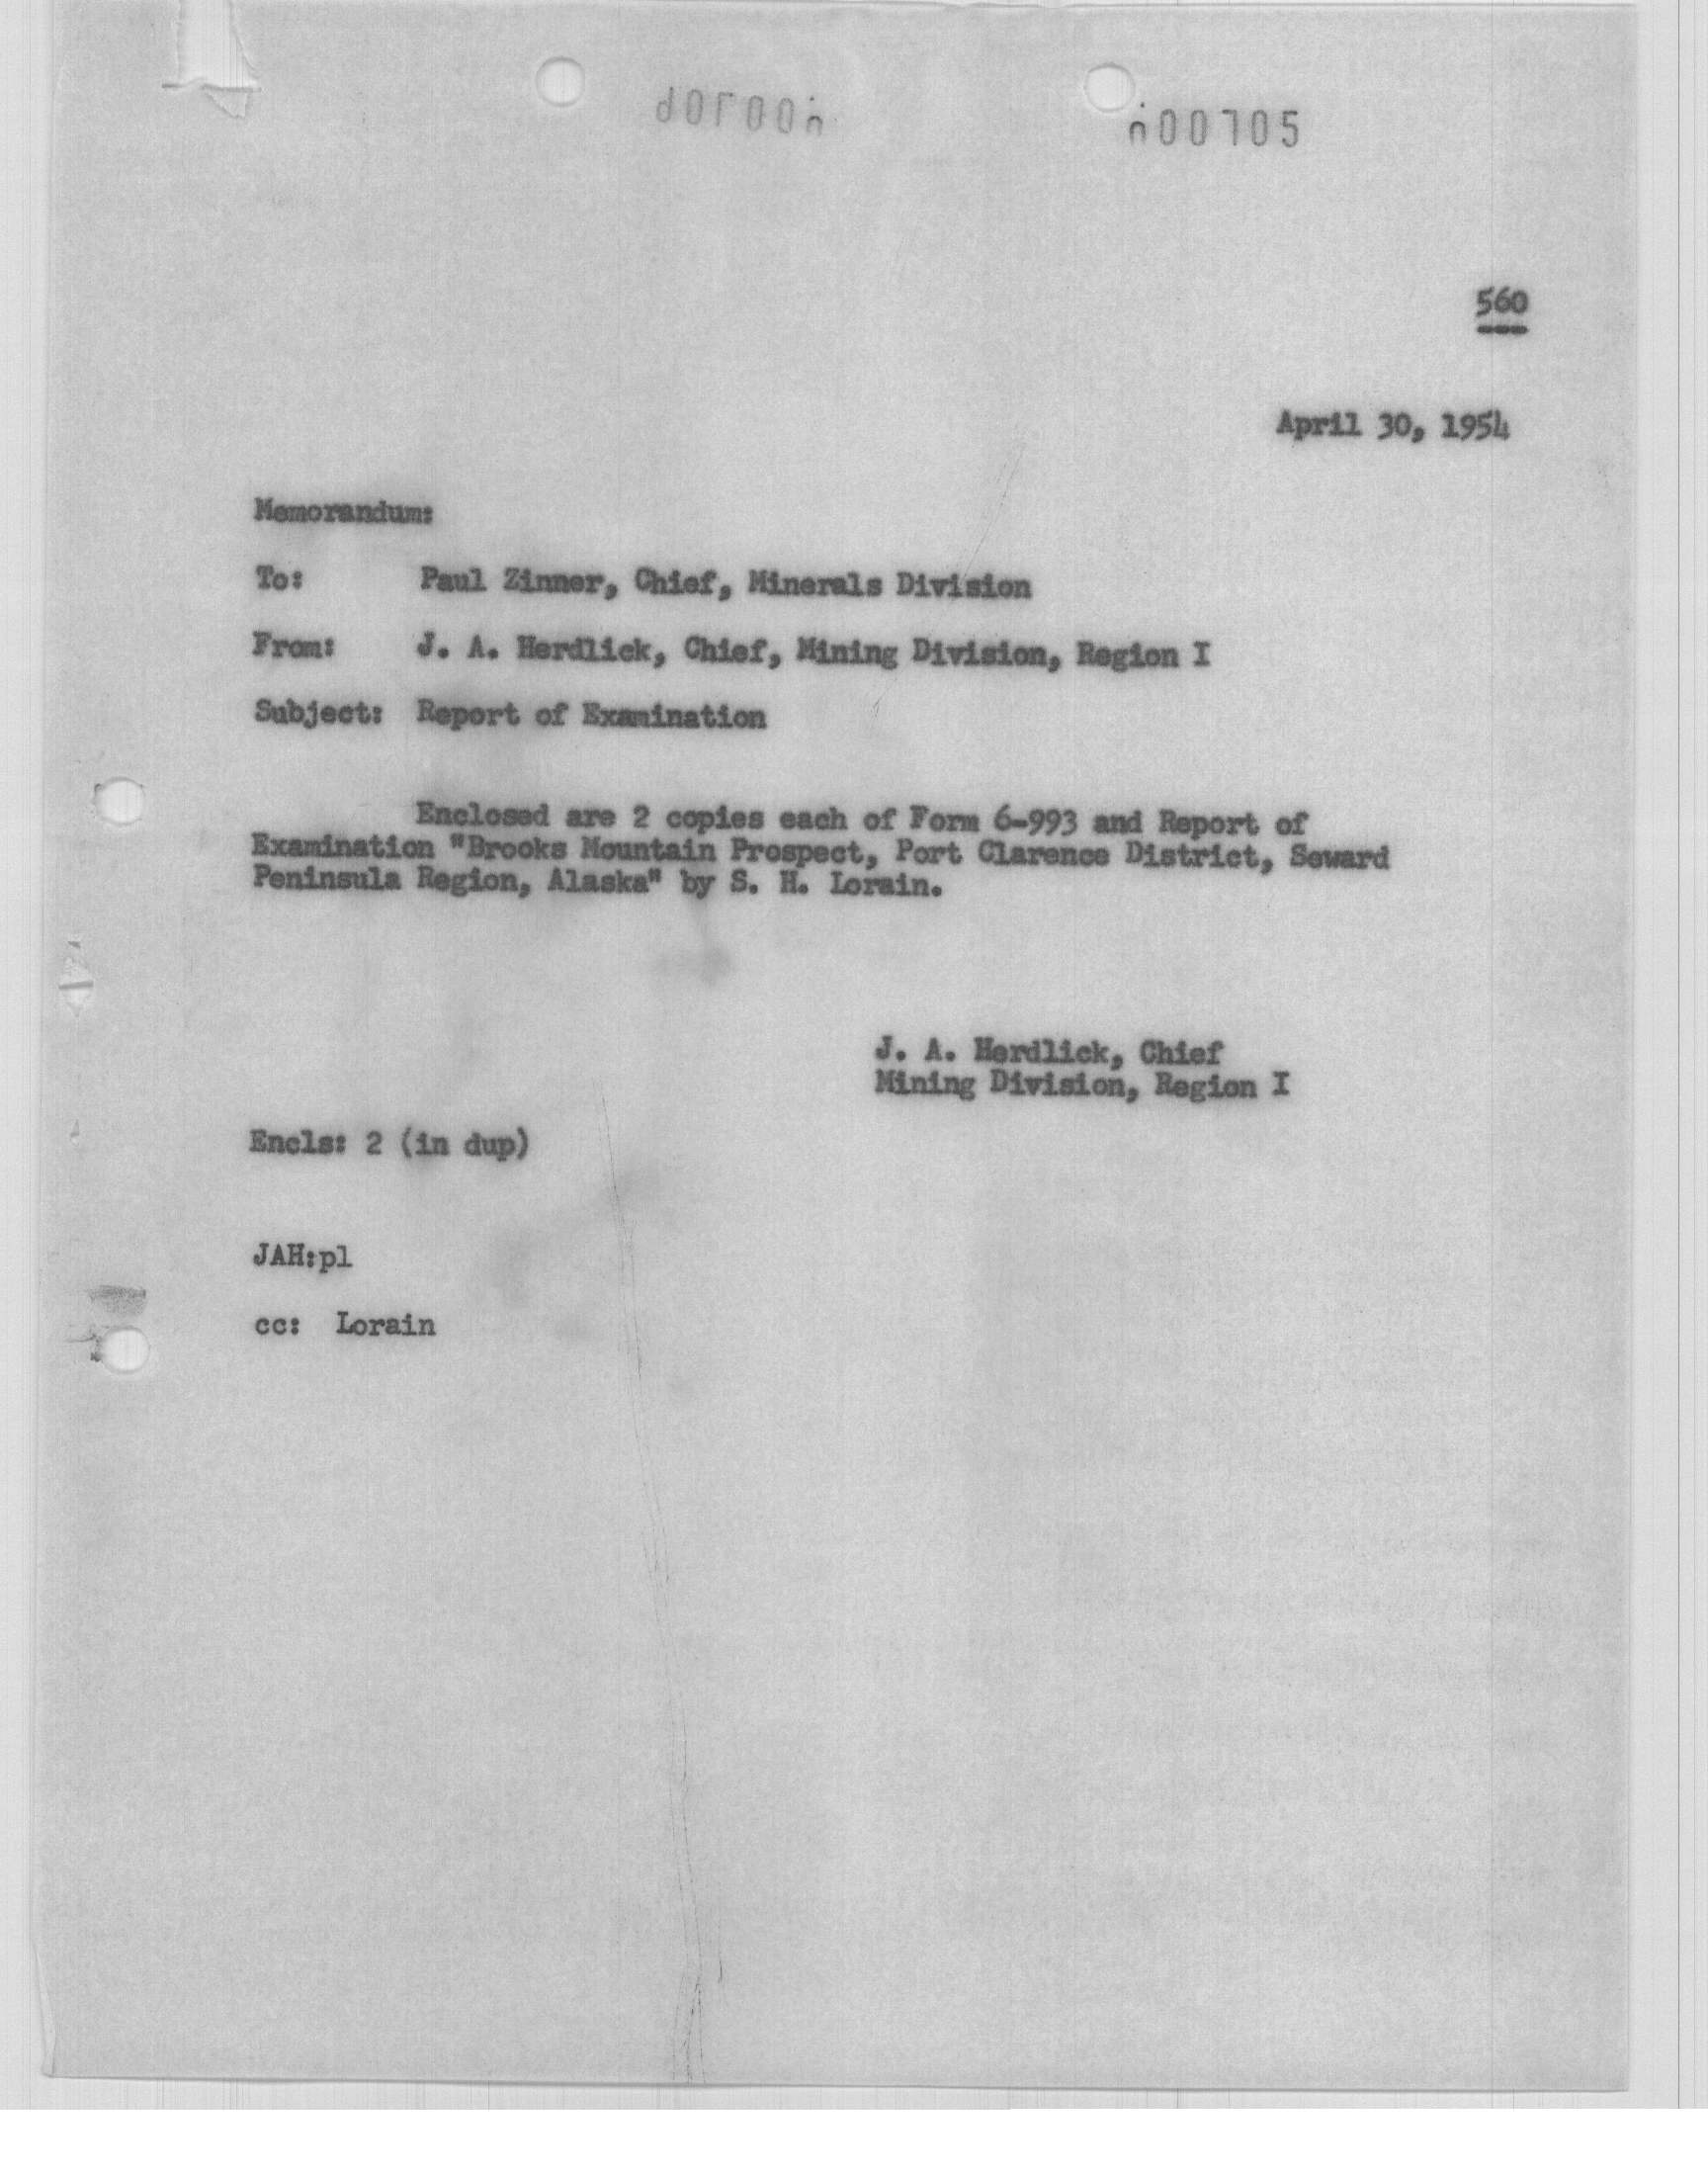 000705
560
April 30, 1954
Memorandum:
To: Paul Zinner, Chief, Minerals Division
From: J. A. Herdlick, Chief, Mining Division, Region I
Subject: Report of Examination
Enclosed are 2 copies each of Form 6-993 and Report of
Examination "Brooks Mountain Prospect, Port Clarence District, Seward
Peninsula Region, Alaska" by S. H. Lorain.
J. A. Herdlick, Chief
Mining Division, Region I
Encls: 2 (in dup)
JAH:pl
cc: Lorain